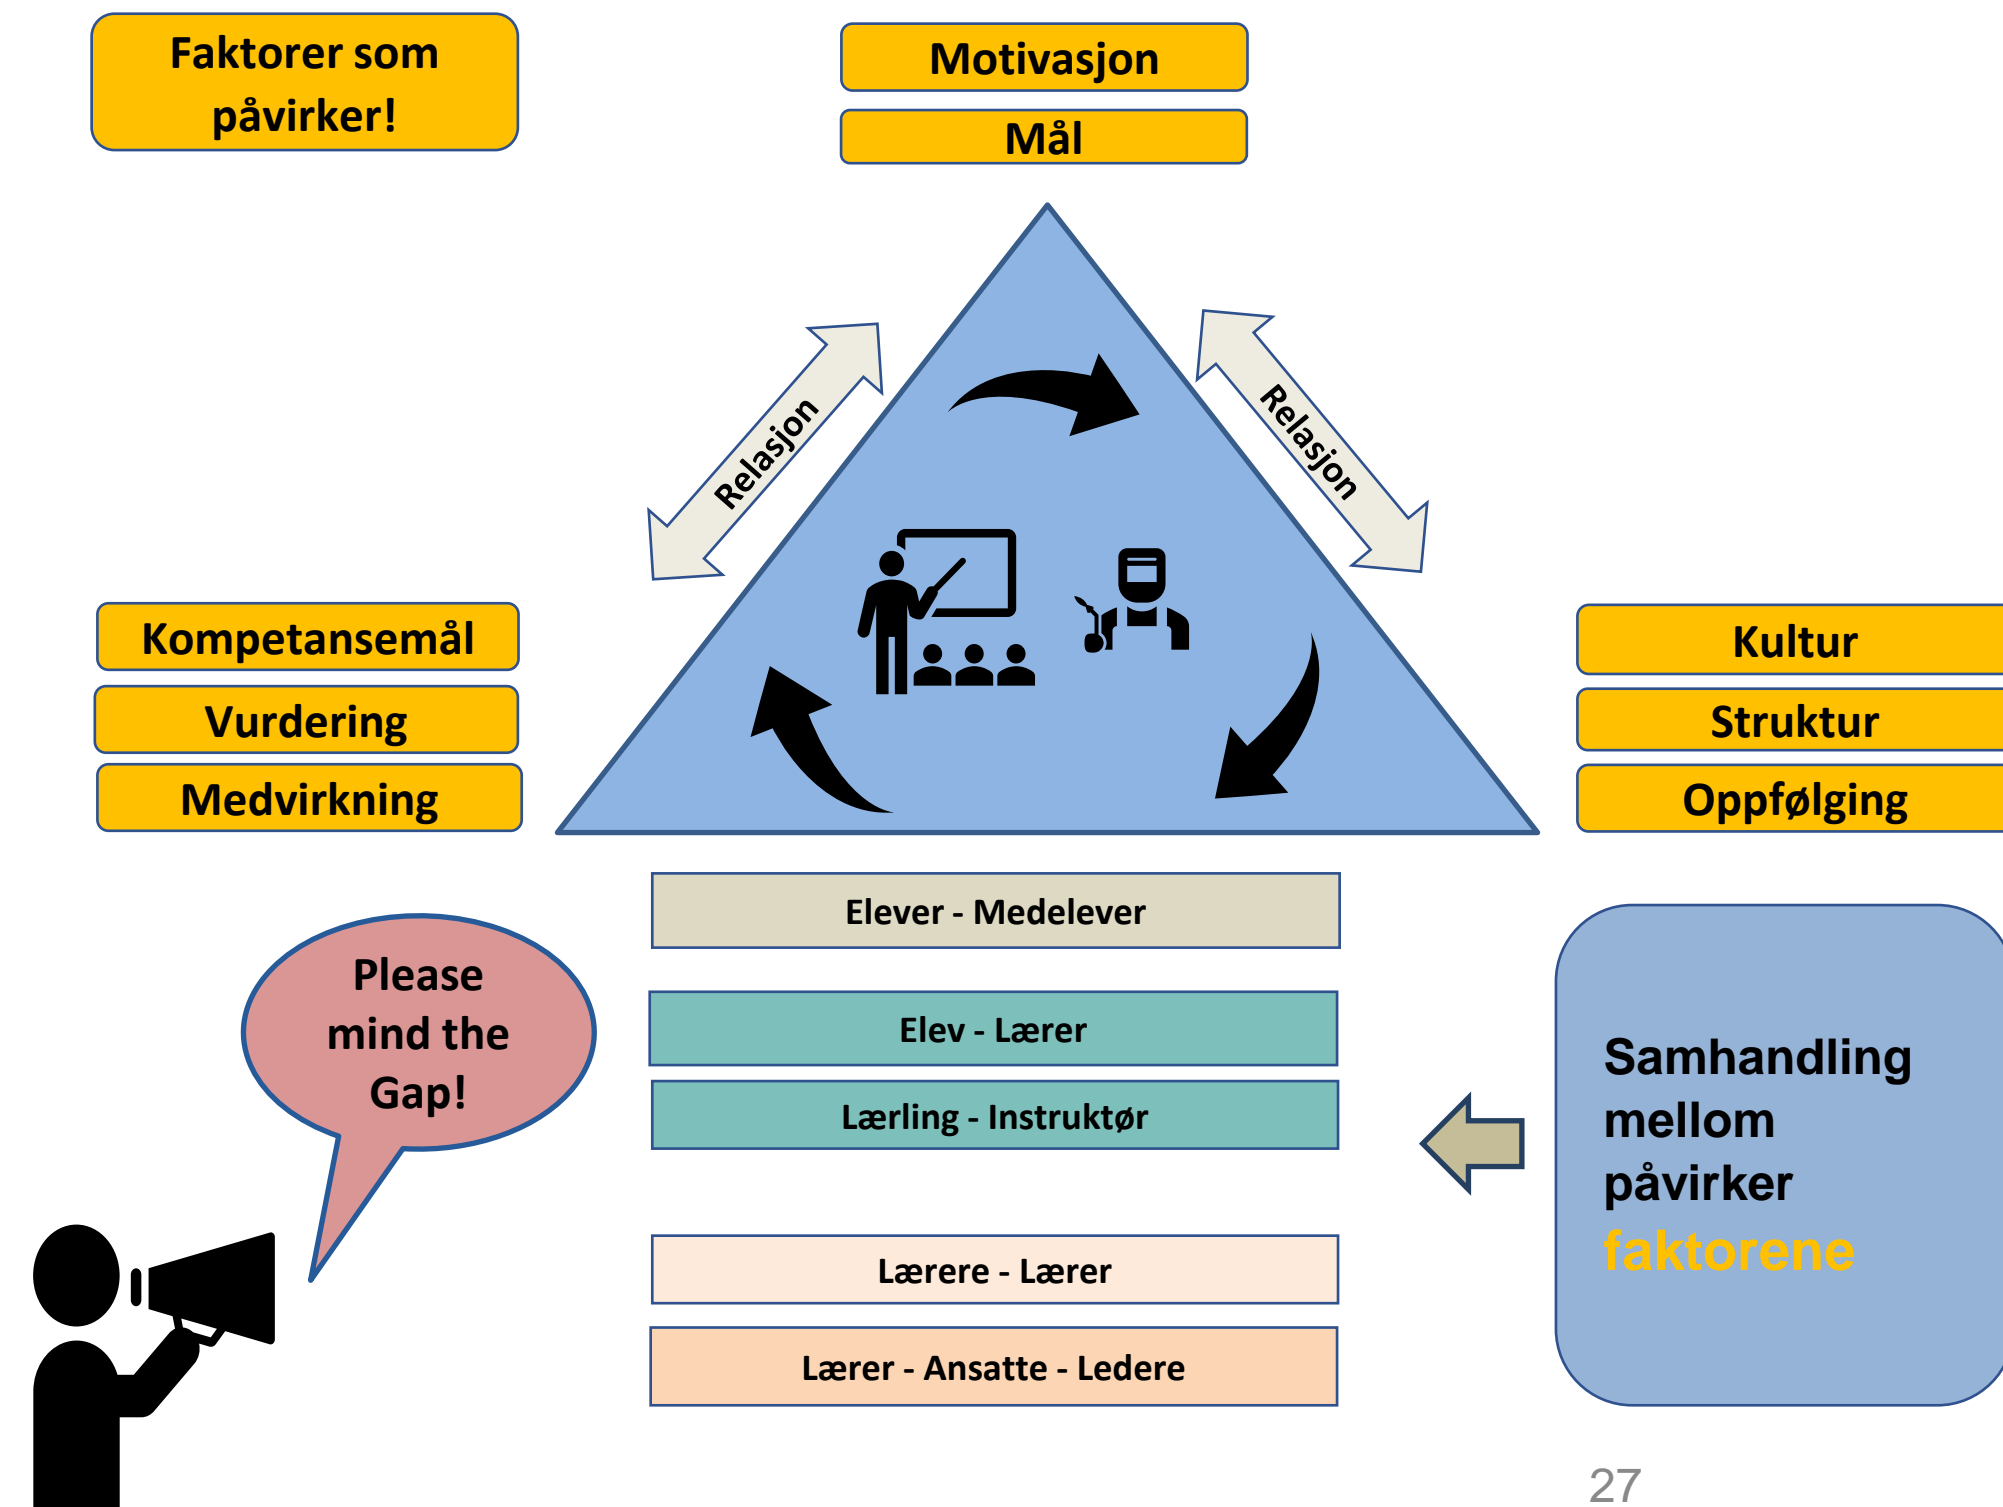 Faktorer som
påvirker!
Motivasjon
Mål
Relasjon
Relasjon
Kompetansemål
Vurdering
Medvirkning
Kultur
Struktur
Oppfølging
Elever - Medelever
Elev - Lærer
Lærling - Instruktør
Lærere - Lærer
Lærer - Ansatte - Ledere
Please
mind the
Gap!
Samhandling
mellom
påvirker
faktorene
27